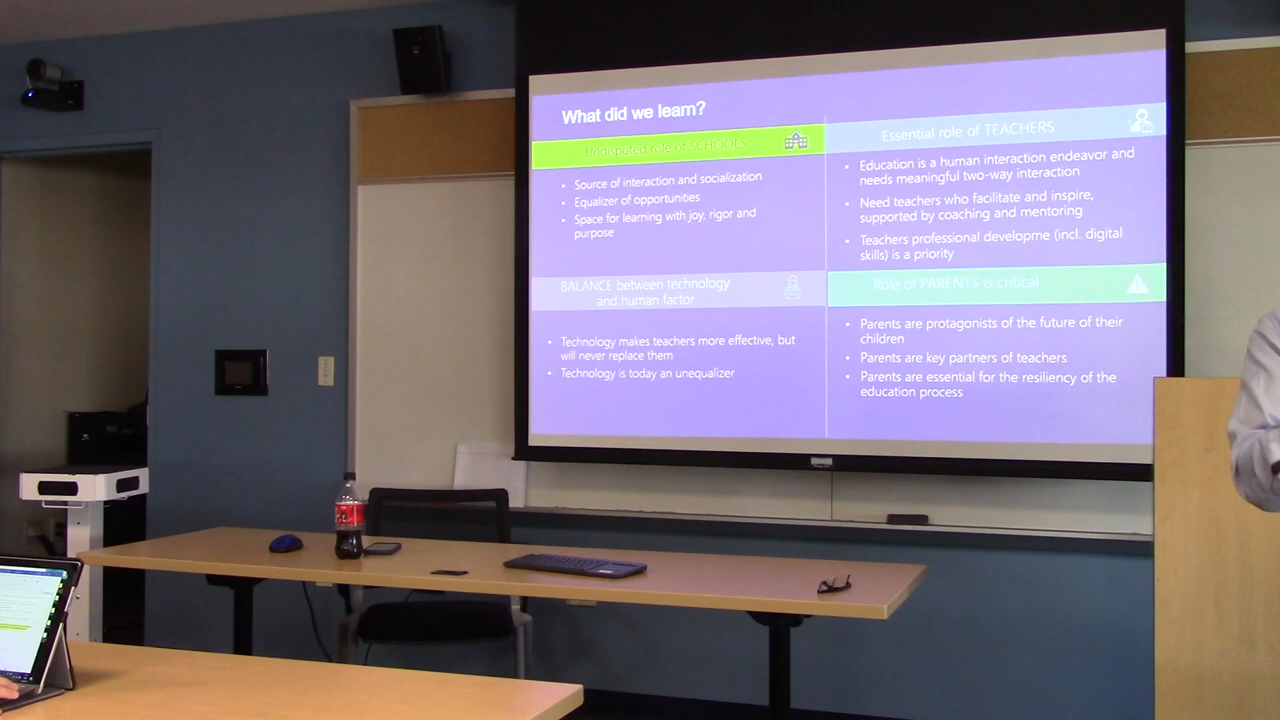 What did we learn?
Undisputed role of SCHOOLS
• Source of interaction and socialization
• Equalizer of opportunities
• Space for learning with joy, rigor and
purpose
Essential role of TEACHERS
• Education is a human interaction endeavor and
needs meaningful two-way interaction
• Need teachers who facilitate and inspire,
supported by coaching and mentoring
• Teachers professional developme (incl. digital
skills) is a priority
BALANCE between technology
and human factor
• Technology makes teachers more effective, but
will never replace them
• Technology is today an unequalizer
Role of PARENTS is critical
• Parents are protagonists of the future of their
children
• Parents are key partners of teachers
• Parents are essential for the resiliency of the
education process